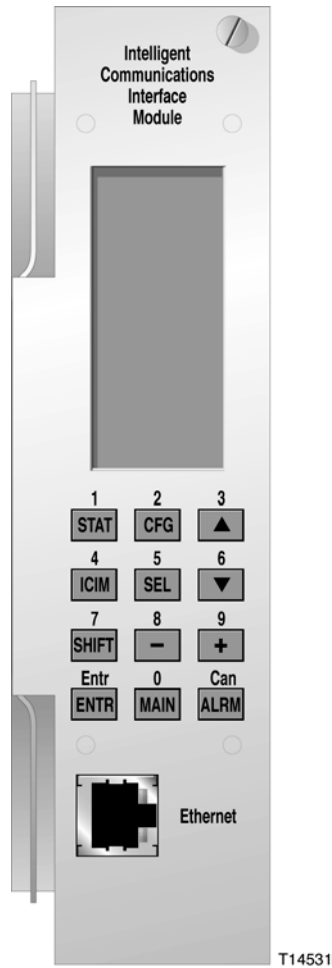 Intelligent
Communications
Interface
Module
1 2 3
STAT CFG ▲
4 5 6
ICIM SEL ▼
7 8 9
SHIFT – +
Entr 0 Can
ENTR MAIN ALRM
Ethernet
T14531